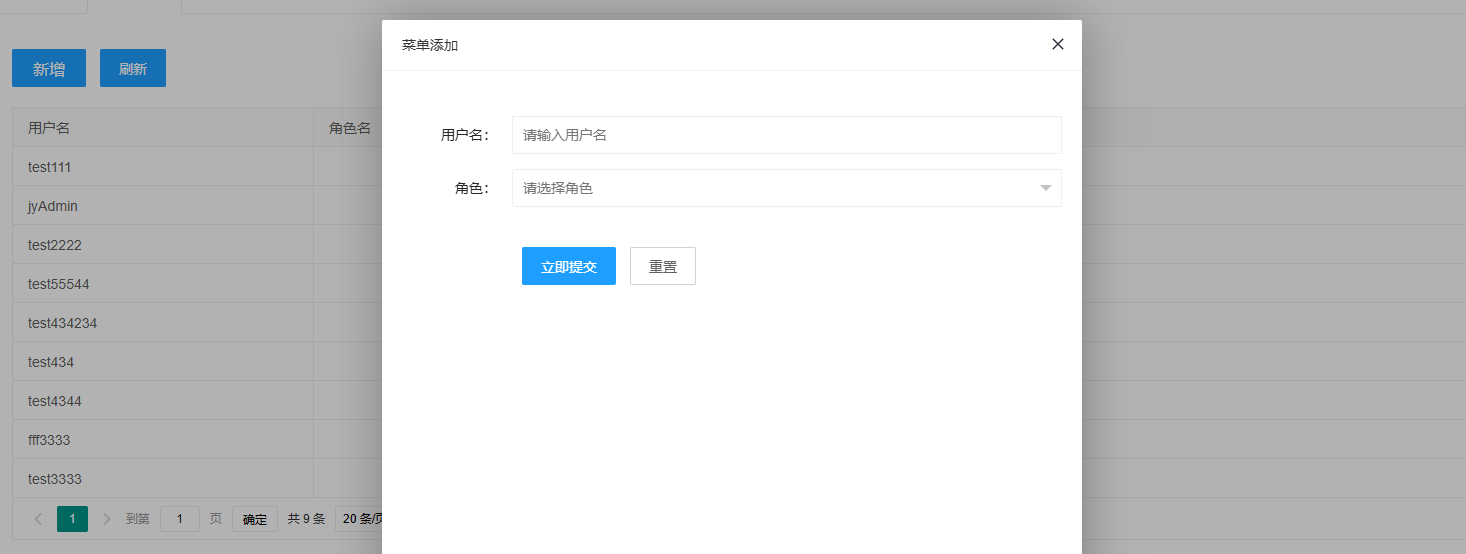 菜单添加
新增 刷新
用户名 角色名
test111
jyAdmin
test2222
test55544
test434234
test434
test4344
fff3333
test3333
1 到第 1 页 确定 共 9 条 20 条/页
用户名: 请输入用户名
角色: 请选择角色
立即提交 重置